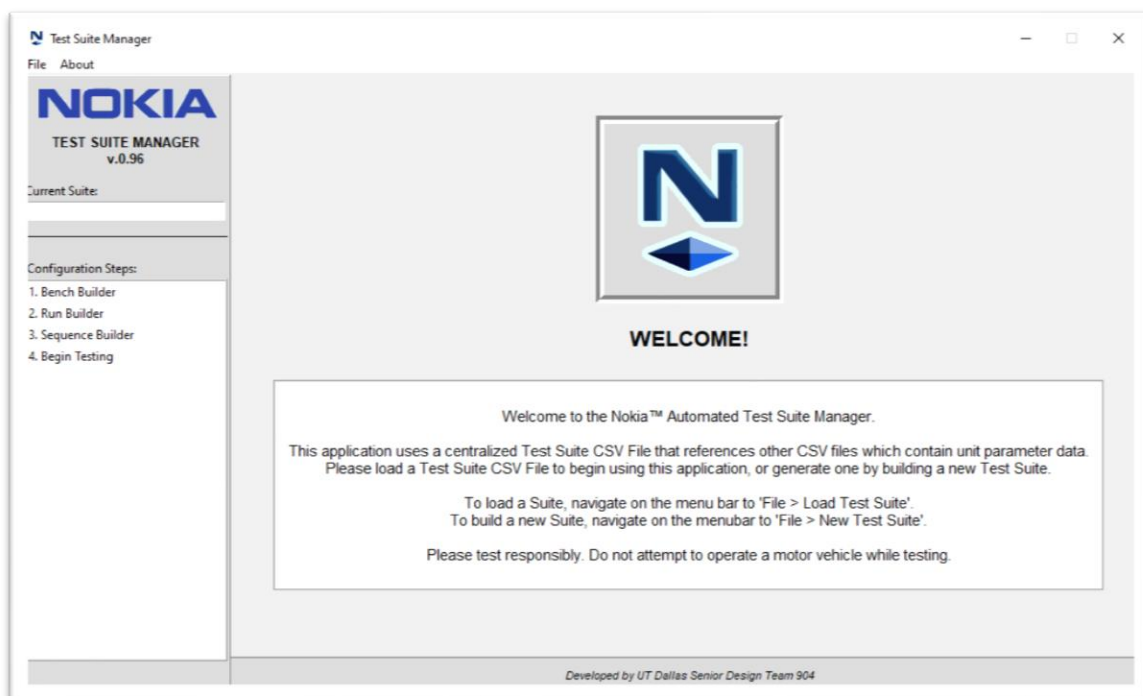 Test Suite Manager
File About
NOKIA
TEST SUITE MANAGER
v.0.96
Current Suite:
Configuration Steps:
1. Bench Builder
2. Run Builder
3. Sequence Builder
4. Begin Testing
N
WELCOME!
Welcome to the Nokia™ Automated Test Suite Manager.
This application uses a centralized Test Suite CSV File that references other CSV files which contain unit parameter data.
Please load a Test Suite CSV File to begin using this application, or generate one by building a new Test Suite.
To load a Suite, navigate on the menu bar to 'File > Load Test Suite'.
To build a new Suite, navigate on the menubar to 'File > New Test Suite'.
Please test responsibly. Do not attempt to operate a motor vehicle while testing.
Developed by UT Dallas Senior Design Team 904